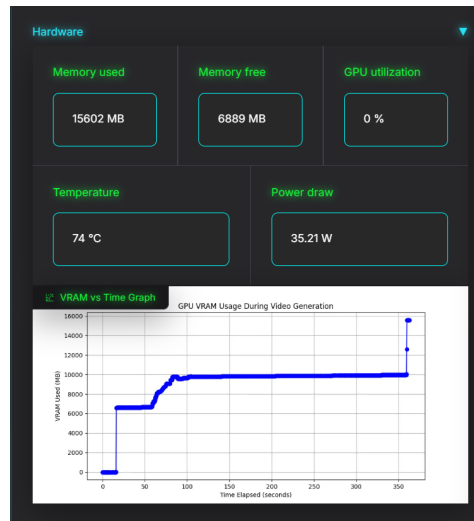 Hardware
Memory used
Memory free
GPU utilization
15602 MB
6889 MB
0 %
Temperature
Power draw
74 °C
35.21 W
VRAM vs Time Graph
GPU VRAM Usage During Video Generation
16000
14000
12000
10000
8000
6000
4000
2000
0
VRAM Used (MB)
0 50 100 150 200 250 300 350
Time Elapsed (seconds)